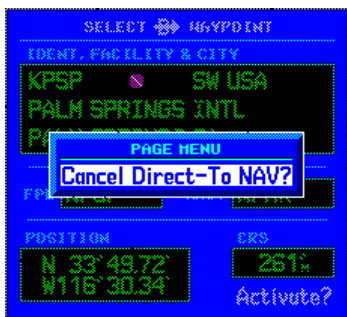 SELECT WAYPOINT
IDENT, FACILITY & CITY
KPSP SW USA
PALM SPRINGS INTL
PAGE MENU
Cancel Direct-To NAV?
POSITION CRS
N 33°49.72'
W116°30.34'
261°M
Activate?